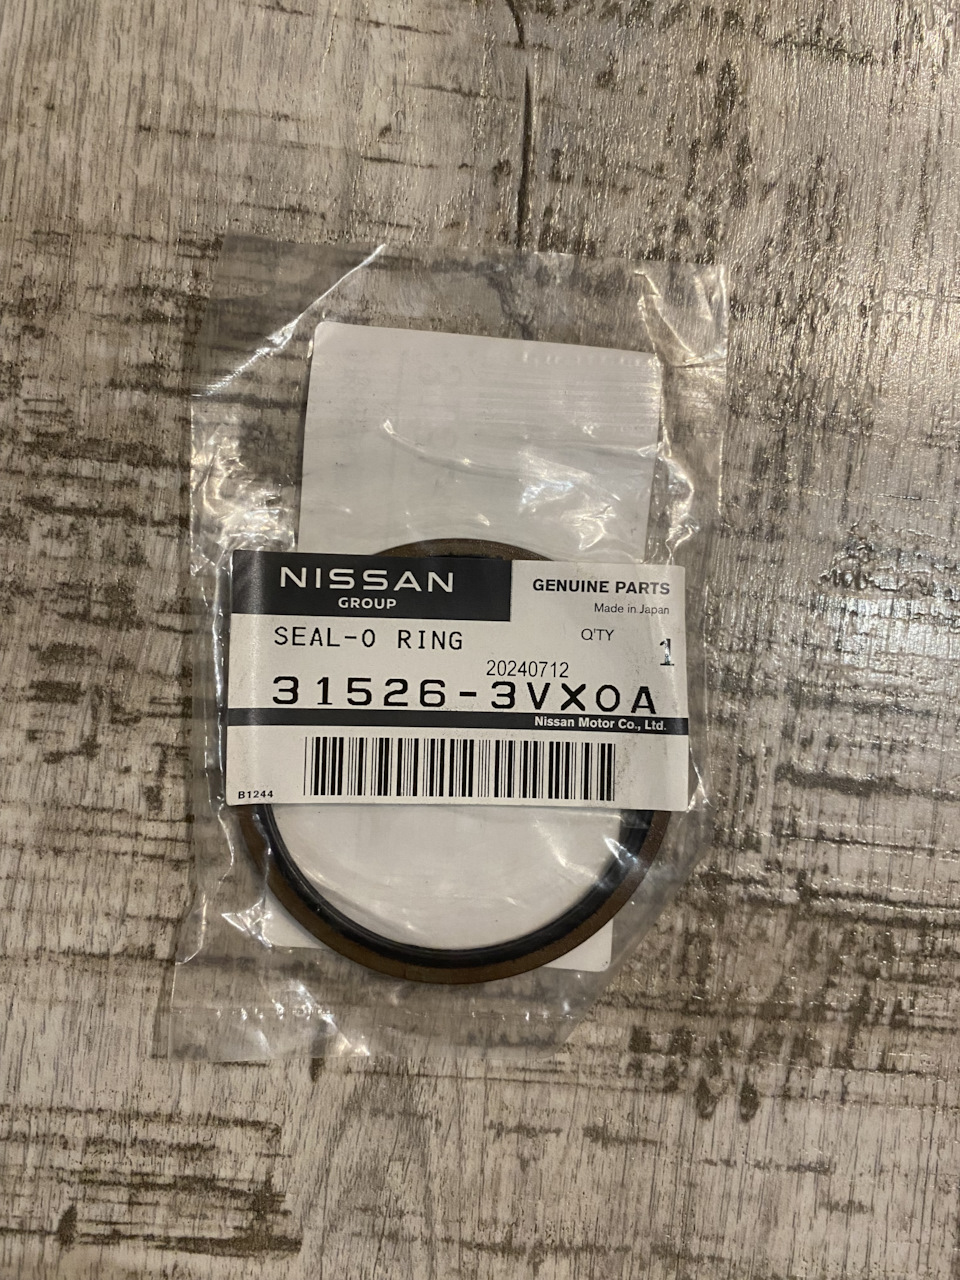 NISSAN
GROUP
GENUINE PARTS
Made in Japan
SEAL-O RING
Q'TY
1
20240712
31526-3VX0A
Nissan Motor Co., Ltd.
B1244